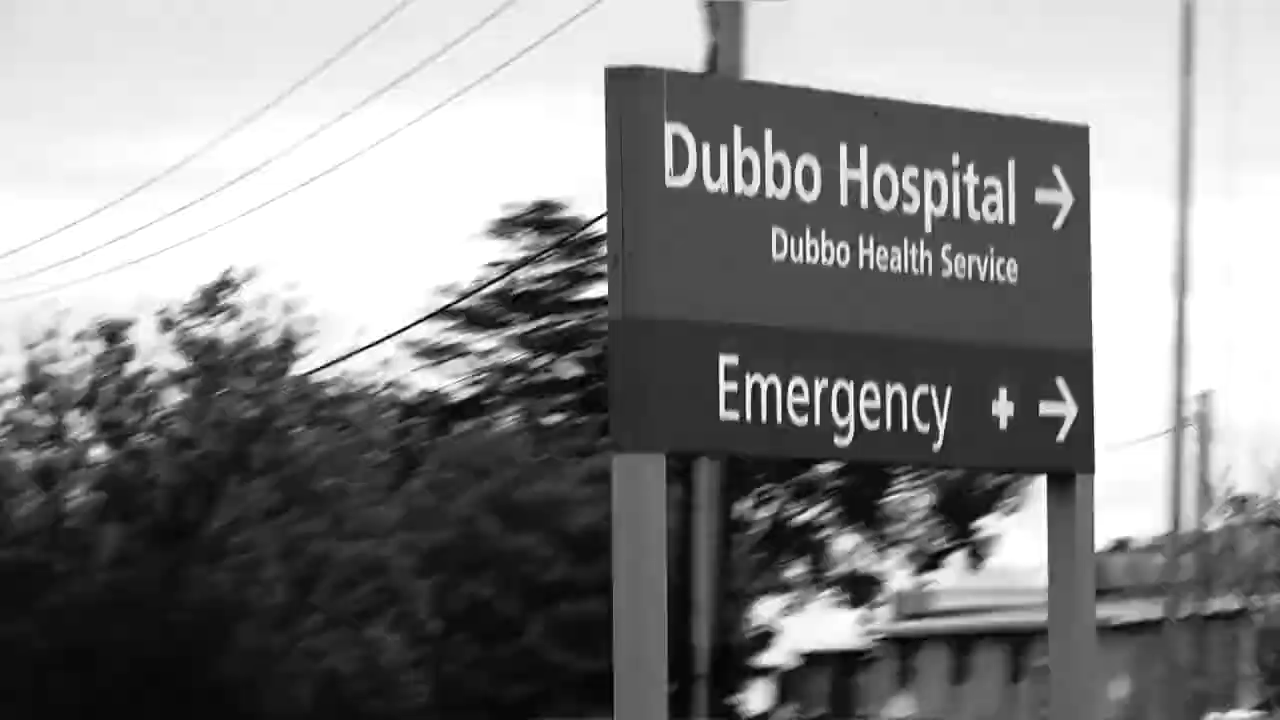 Dubbo Hospital →
Dubbo Health Service
Emergency + →